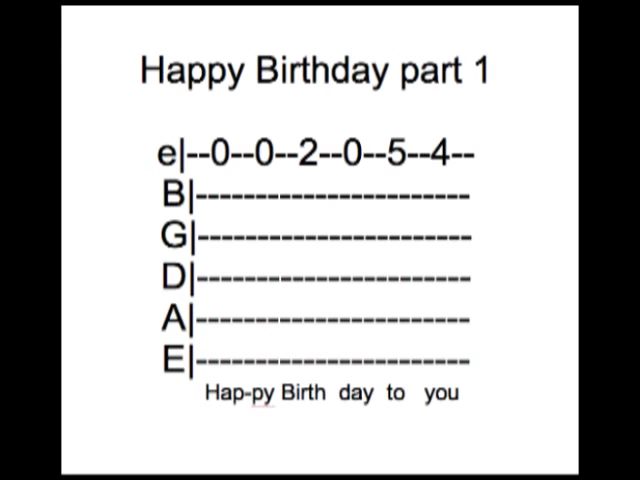 Happy Birthday part 1
e|--0--0--2--0--5--4--
B|-----------------------
G|-----------------------
D|-----------------------
A|-----------------------
E|-----------------------
Hap-py Birth day to you